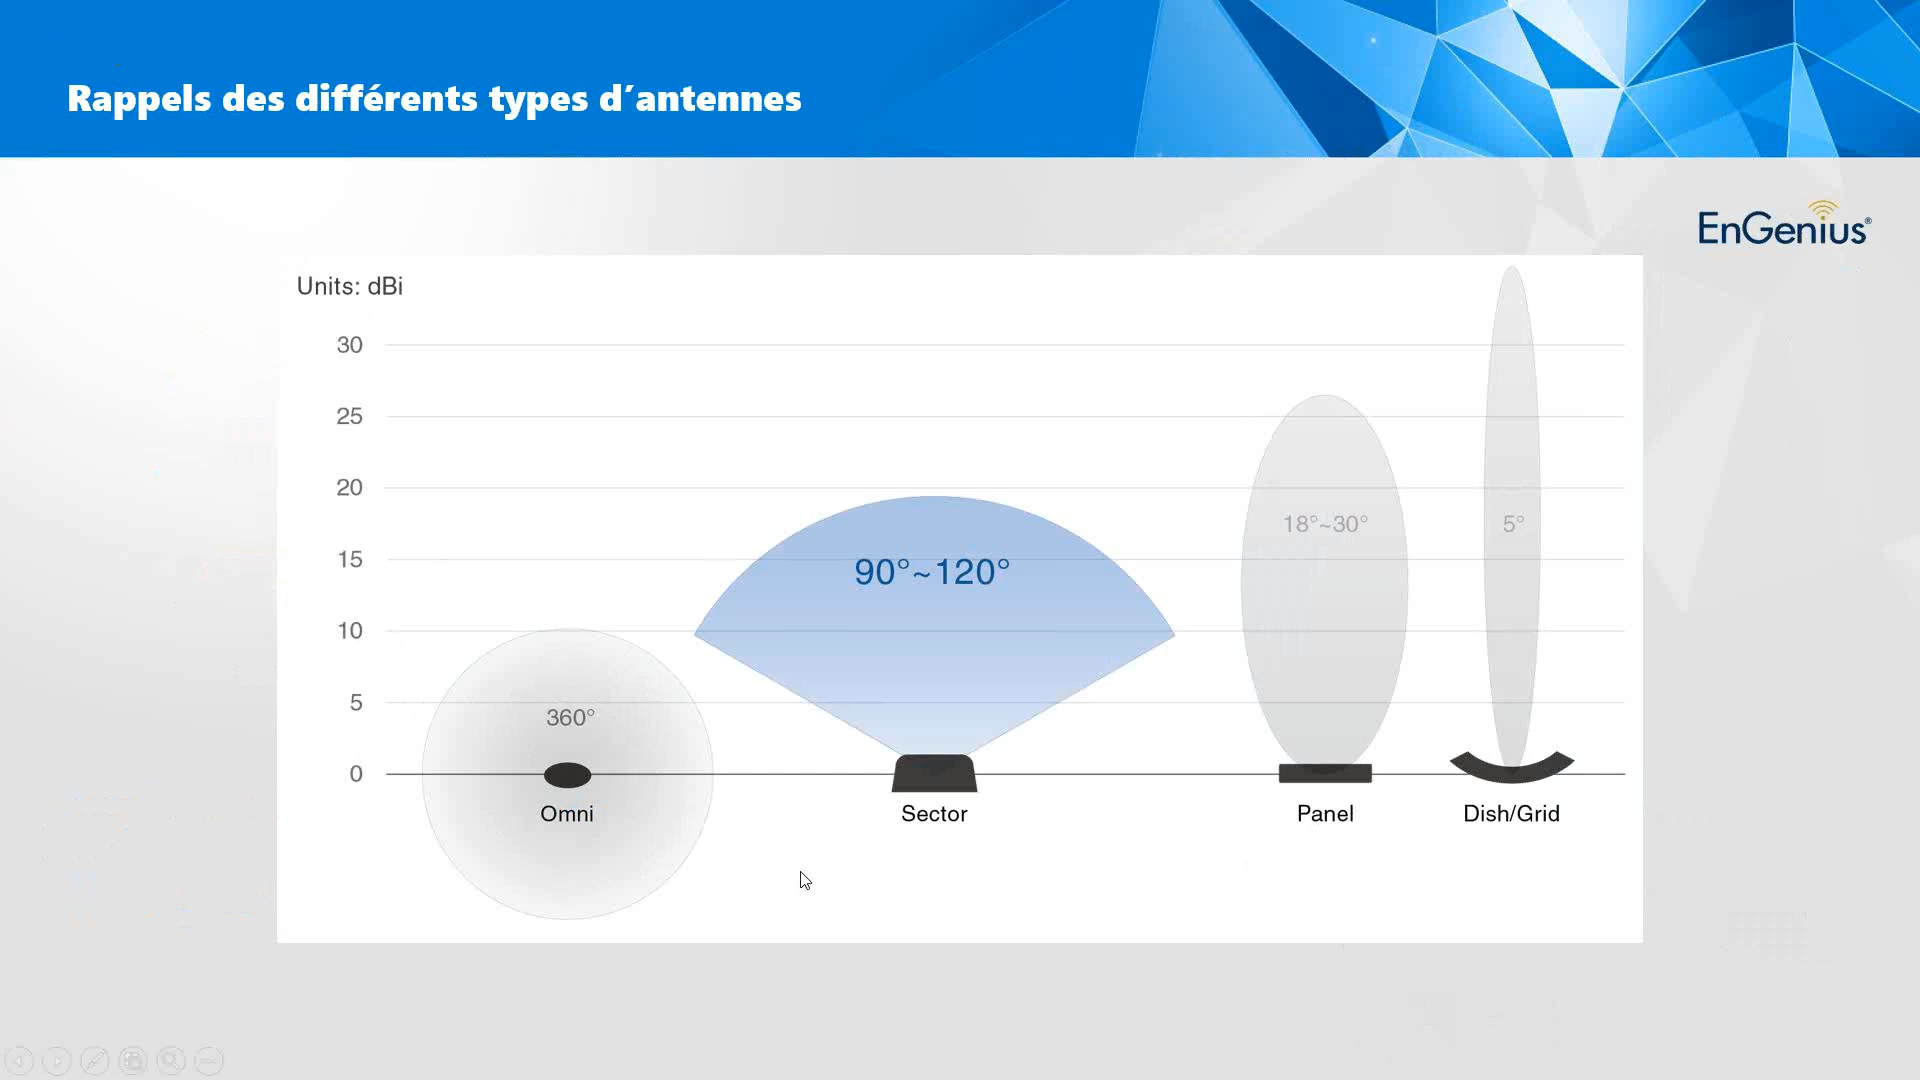 Rappels des différents types d´antennes
EnGenius®
Units: dBi
30
25
20
15
10
5
0
360°
90°~120°
18°~30°
5°
Omni
Sector
Panel
Dish/Grid